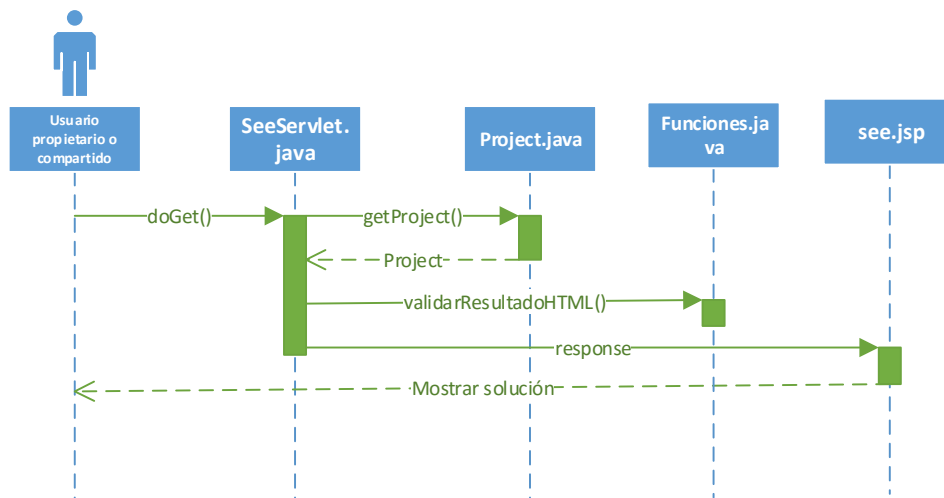 Usuario
propietario o
compartido
SeeServlet.
java
Project.java
Funciones.ja
va
see.jsp
doGet()
getProject()
Project
validarResultadoHTML()
response
Mostrar solución